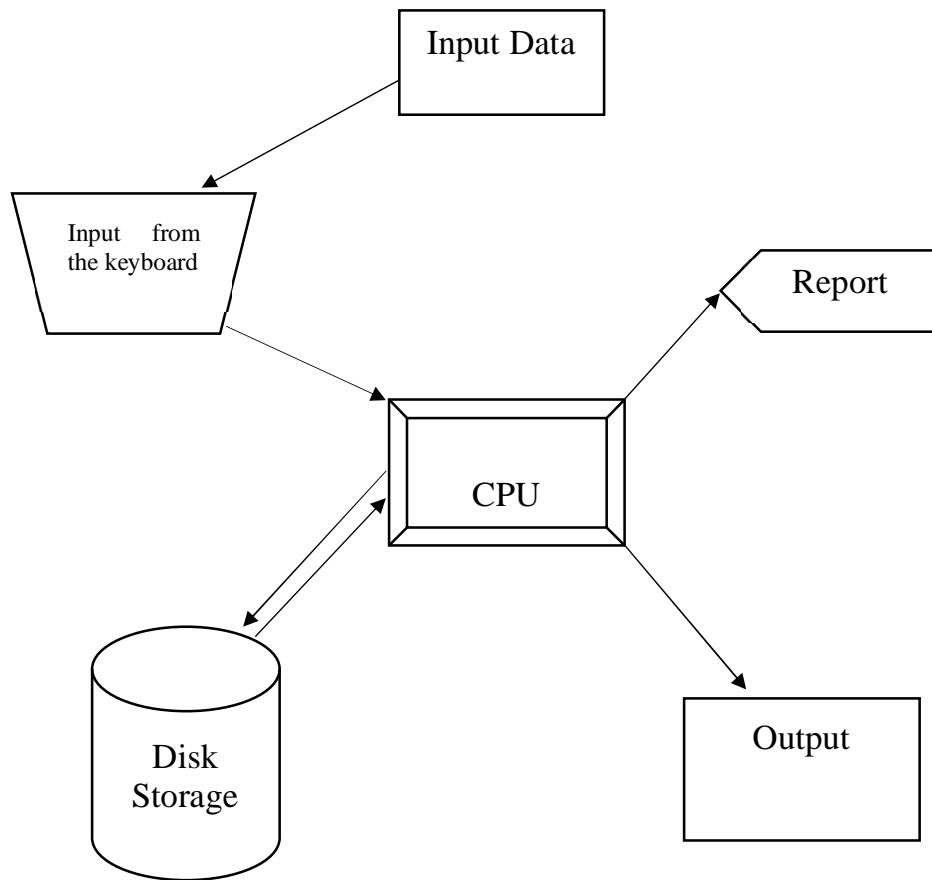 Input Data
Input from
the keyboard
Report
CPU
Disk
Storage
Output